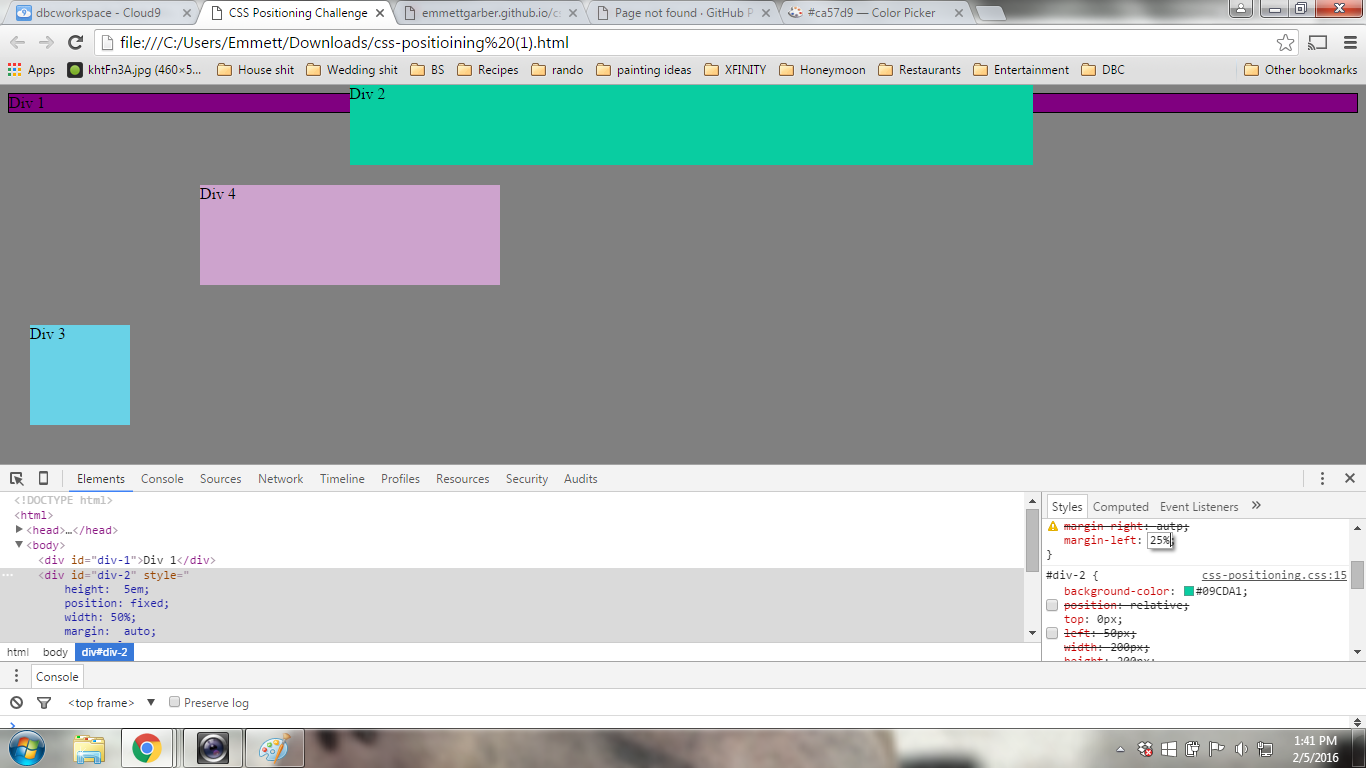 dbcworkspace - Cloud9
CSS Positioning Challenge
emmettgarber.github.io/cs
Page not found · GitHub P
#ca57d9 — Color Picker
file:///C:/Users/Emmett/Downloads/css-positioining%20(1).html
Apps
khtFn3A.jpg (460×5...
House shit
Wedding shit
BS
Recipes
rando
painting ideas
XFINITY
Honeymoon
Restaurants
Entertainment
DBC
Other bookmarks
Div 1
Div 2
Div 4
Div 3
Elements
Console
Sources
Network
Timeline
Profiles
Resources
Security
Audits
<!DOCTYPE html>
<html>
<head>…</head>
<body>
<div id="div-1">Div 1</div>
<div id="div-2" style="
height:  5em;
position: fixed;
width: 50%;
margin:  auto;
html
body
div#div-2
Styles
Computed
Event Listeners
margin-right: autp;
margin-left: 25%;
}
#div-2 {
css-positioning.css:15
background-color: #09CDA1;
position: relative;
top: 0px;
left: 50px;
width: 200px;
height: 200px;
Console
<top frame>
Preserve log
1:41 PM
2/5/2016